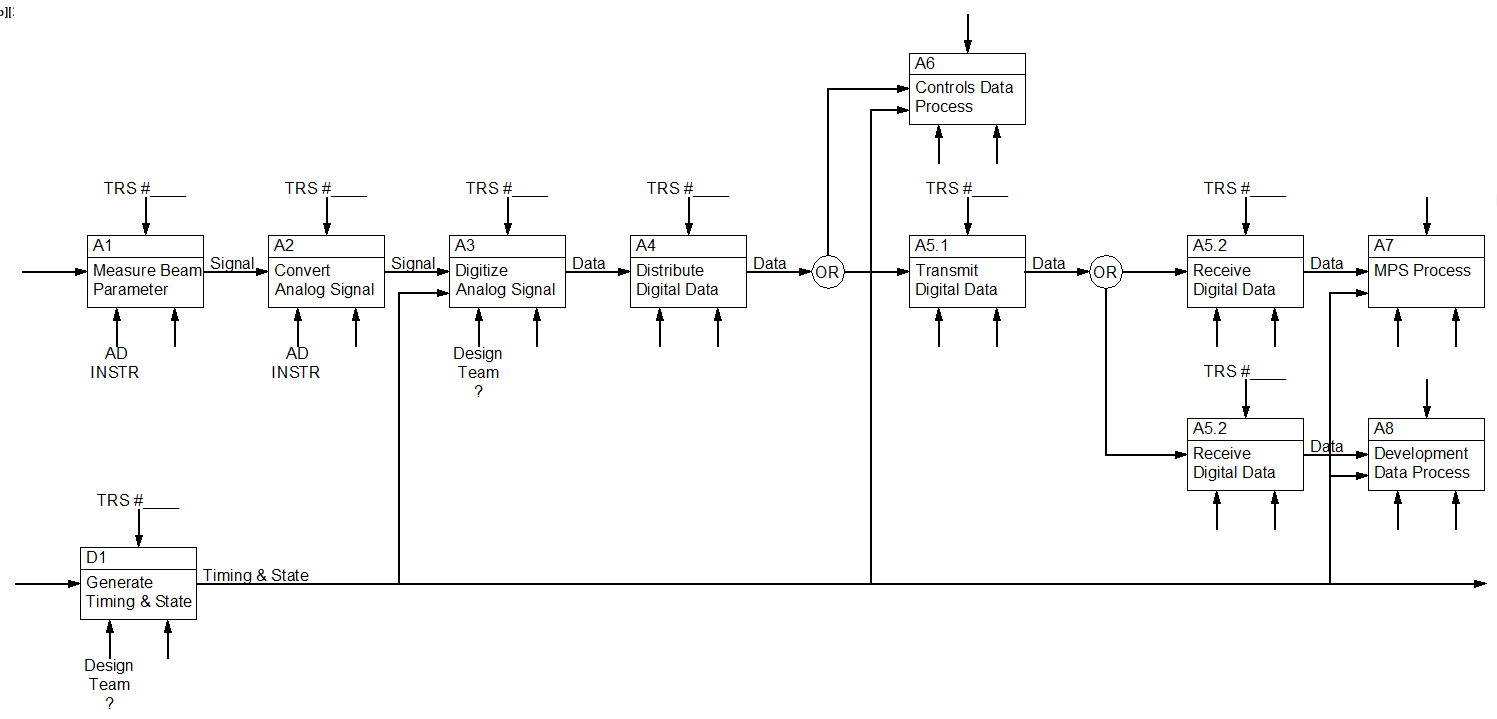 A6
Controls Data
Process
TRS #____
TRS #____
TRS #____
TRS #____
TRS #____
TRS #____
A1
Measure Beam
Parameter
Signal
A2
Convert
Analog Signal
Signal
A3
Digitize
Analog Signal
Data
A4
Distribute
Digital Data
Data
OR
A5.1
Transmit
Digital Data
Data
OR
A5.2
Receive
Digital Data
Data
A7
MPS Process
AD
INSTR
AD
INSTR
Design
Team
?
TRS #____
A5.2
Receive
Digital Data
Data
A8
Development
Data Process
TRS #____
D1
Generate
Timing & State
Timing & State
Design
Team
?